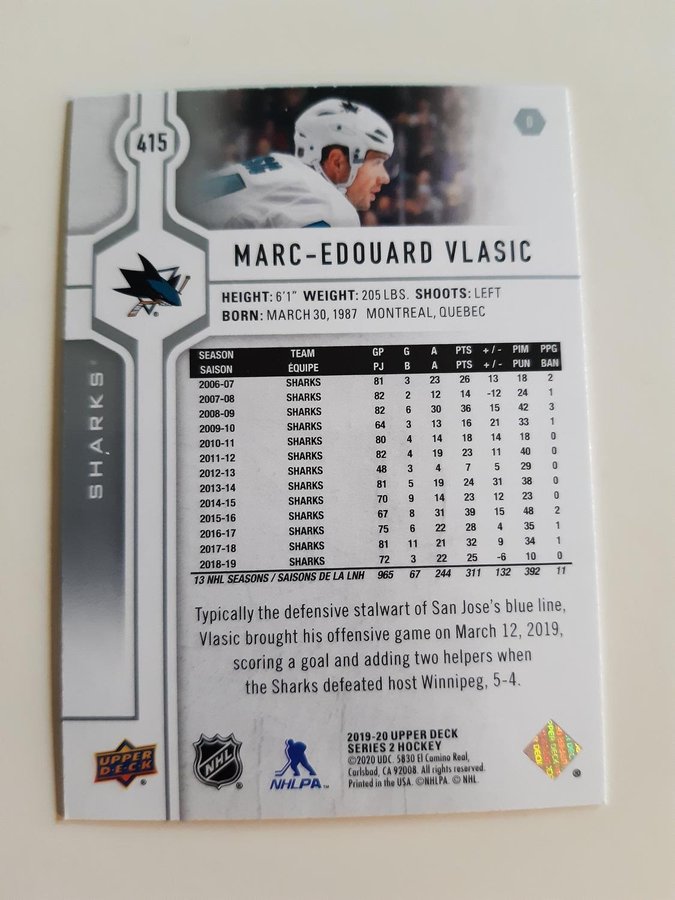 415
D
MARC-EDOUARD VLASIC
HEIGHT: 6'1" WEIGHT: 205 LBS. SHOOTS: LEFT
BORN: MARCH 30, 1987 MONTREAL, QUEBEC
SHARKS
SEASON TEAM GP G A PTS +/- PIM PPG
SAISON ÉQUIPE PJ B A PTS +/- PUN BAN
2006-07 SHARKS 81 3 23 26 13 18 2
2007-08 SHARKS 82 2 12 14 -12 24 1
2008-09 SHARKS 82 6 30 36 15 42 3
2009-10 SHARKS 64 3 13 16 21 33 1
2010-11 SHARKS 80 4 14 18 14 18 0
2011-12 SHARKS 82 4 19 23 11 40 0
2012-13 SHARKS 48 3 4 7 5 29 0
2013-14 SHARKS 81 5 19 24 31 38 0
2014-15 SHARKS 70 9 14 23 12 23 0
2015-16 SHARKS 67 8 31 39 15 48 2
2016-17 SHARKS 75 6 22 28 4 35 1
2017-18 SHARKS 81 11 21 32 9 34 1
2018-19 SHARKS 72 3 22 25 -6 10 0
13 NHL SEASONS / SAISONS DE LA LNH 965 67 244 311 132 392 11
Typically the defensive stalwart of San Jose's blue line,
Vlasic brought his offensive game on March 12, 2019,
scoring a goal and adding two helpers when
the Sharks defeated host Winnipeg, 5-4.
UPPER DECK
®
NHL
®
NHLPA™
2019-20 UPPER DECK
SERIES 2 HOCKEY
©2020 UDC. 5830 El Camino Real,
Carlsbad, CA 92008. All rights reserved.
Printed in the USA. ©NHLPA © NHL.
®